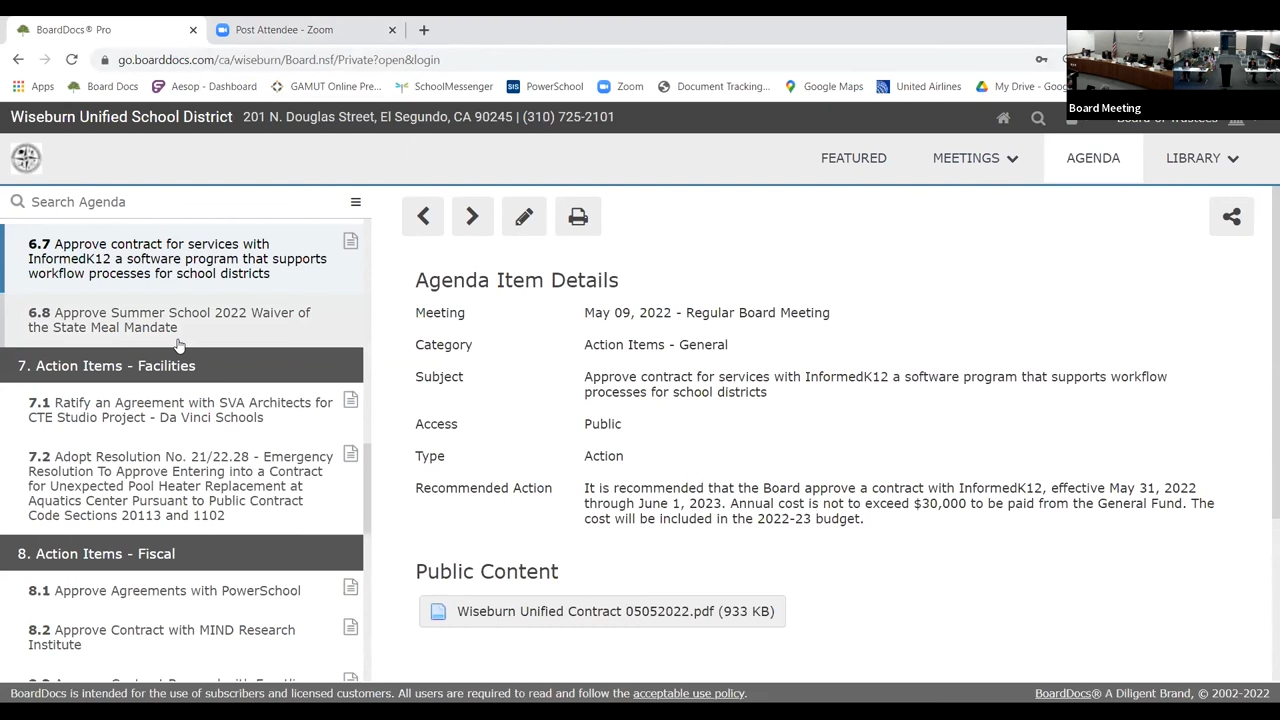 BoardDocs® Pro
Post Attendee - Zoom
go.boarddocs.com/ca/wiseburn/Board.nsf/Private?open&login
Apps
Board Docs
Aesop - Dashboard
GAMUT Online Pre...
SchoolMessenger
SIS PowerSchool
Zoom
Document Tracking...
Google Maps
United Airlines
My Drive - Goog
Board Meeting
Wiseburn Unified School District 201 N. Douglas Street, El Segundo, CA 90245 | (310) 725-2101
Board of Trustees
FEATURED
MEETINGS
AGENDA
LIBRARY
Search Agenda
6.7 Approve contract for services with
InformedK12 a software program that supports
workflow processes for school districts
6.8 Approve Summer School 2022 Waiver of
the State Meal Mandate
7. Action Items - Facilities
7.1 Ratify an Agreement with SVA Architects for
CTE Studio Project - Da Vinci Schools
7.2 Adopt Resolution No. 21/22.28 - Emergency
Resolution To Approve Entering into a Contract
for Unexpected Pool Heater Replacement at
Aquatics Center Pursuant to Public Contract
Code Sections 20113 and 1102
8. Action Items - Fiscal
8.1 Approve Agreements with PowerSchool
8.2 Approve Contract with MIND Research
Institute
Agenda Item Details
Meeting
May 09, 2022 - Regular Board Meeting
Category
Action Items - General
Subject
Approve contract for services with InformedK12 a software program that supports workflow
processes for school districts
Access
Public
Type
Action
Recommended Action
It is recommended that the Board approve a contract with InformedK12, effective May 31, 2022
through June 1, 2023. Annual cost is not to exceed $30,000 to be paid from the General Fund. The
cost will be included in the 2022-23 budget.
Public Content
Wiseburn Unified Contract 05052022.pdf (933 KB)
BoardDocs is intended for the use of subscribers and licensed customers. All users are required to read and follow the acceptable use policy.
BoardDocs® A Diligent Brand, © 2002-2022